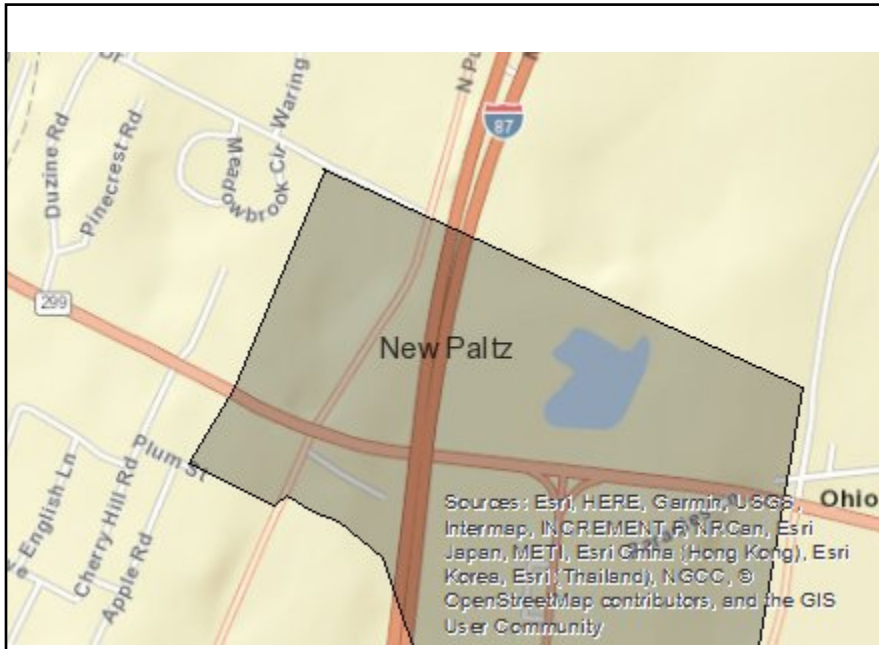 N Pu
87
Dr
Duzine Rd
Pinecrest Rd
Meadowbrook Cir
Waring
299
New Paltz
Plum St
English Ln
Cherry Hill Rd
Apple Rd
Ohio
Sources: Esri, HERE, Garmin, USGS,
Intermap, INCREMENT P, NRCan, Esri
Japan, METI, Esri China (Hong Kong), Esri
Korea, Esri (Thailand), NGCC, ©
OpenStreetMap contributors, and the GIS
User Community